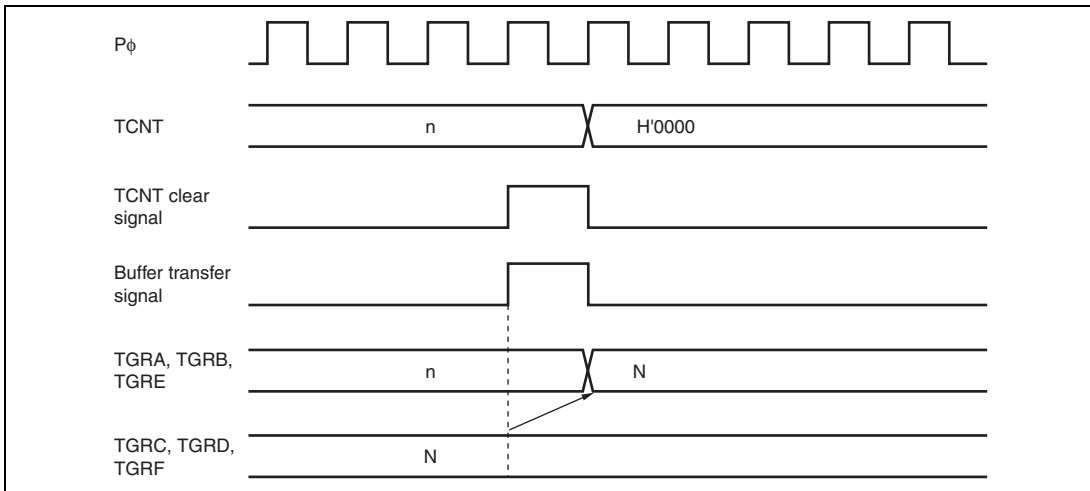 Pϕ
TCNT
n
H'0000
TCNT clear
signal
Buffer transfer
signal
TGRA, TGRB,
TGRE
n
N
TGRC, TGRD,
TGRF
N